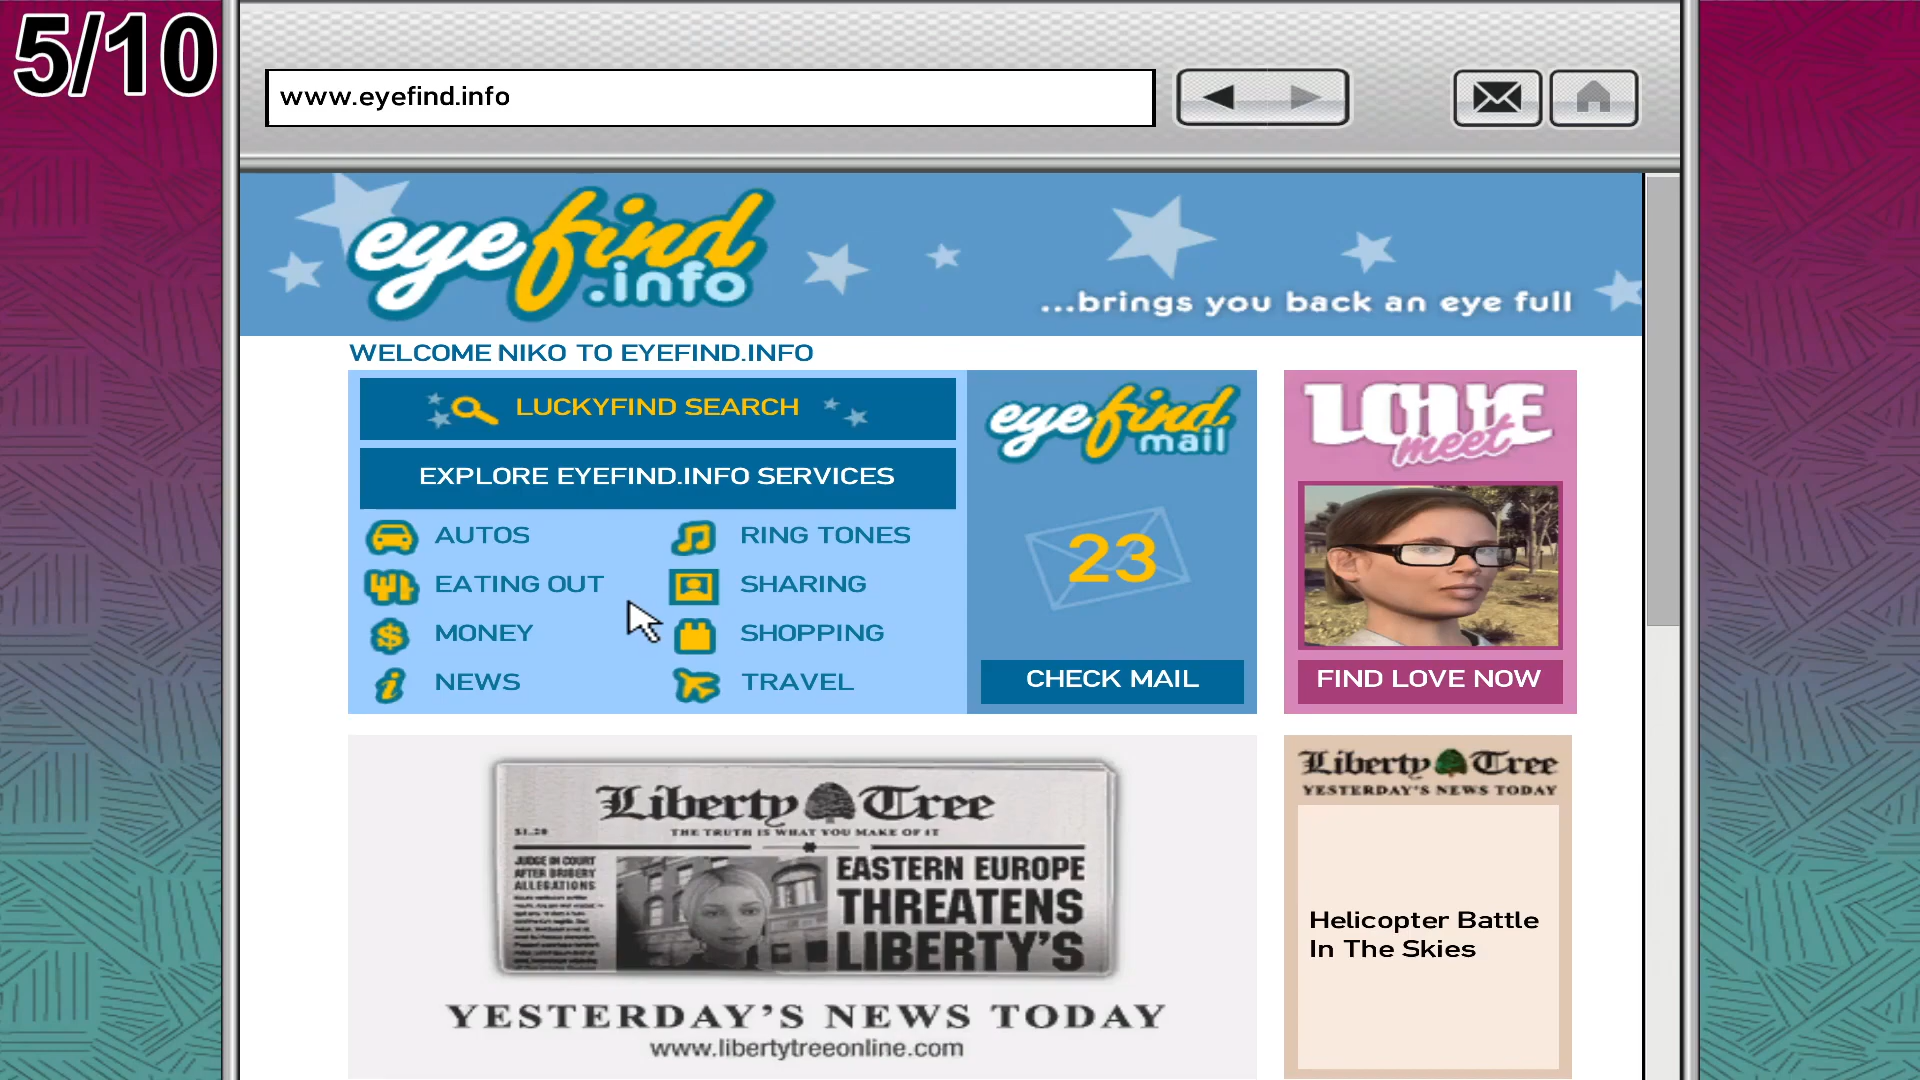 5/10
www.eyefind.info
eyefind
.info
...brings you back an eye full
WELCOME NIKO TO EYEFIND.INFO
LUCKYFIND SEARCH
EXPLORE EYEFIND.INFO SERVICES
AUTOS
RING TONES
EATING OUT
SHARING
MONEY
SHOPPING
NEWS
TRAVEL
eyefind
mail
23
CHECK MAIL
LOVE
meet
FIND LOVE NOW
Liberty Tree
THE TRUTH IS WHAT YOU MAKE OF IT
$1.20
JUDGE IN COURT
AFTER BRIBERY
ALLEGATIONS
EASTERN EUROPE
THREATENS
LIBERTY'S
YESTERDAY'S NEWS TODAY
www.libertytreeonline.com
Liberty Tree
YESTERDAY'S NEWS TODAY
Helicopter Battle
In The Skies